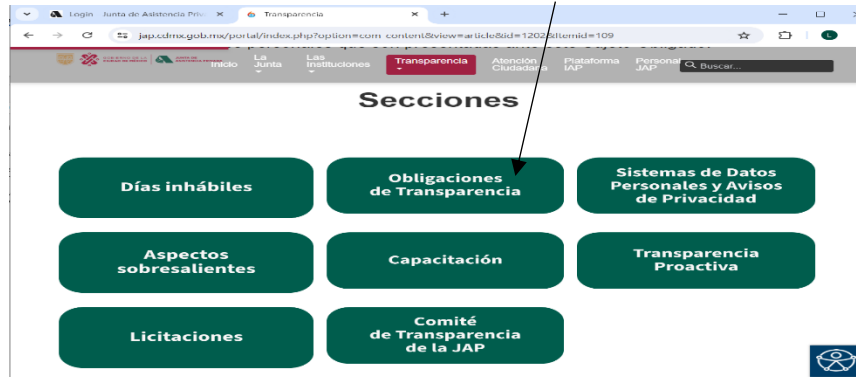 Login - Junta de Asistencia Priv
Transparencia
jap.cdmx.gob.mx/portal/index.php?option=com_content&view=article&id=1202&Itemid=109
Inicio
La Junta
Las Instituciones
Transparencia
Atención Ciudadana
Plataforma IAP
Personal JAP
Buscar...
Secciones
Días inhábiles
Obligaciones
de Transparencia
Sistemas de Datos
Personales y Avisos
de Privacidad
Aspectos
sobresalientes
Capacitación
Transparencia
Proactiva
Licitaciones
Comité
de Transparencia
de la JAP